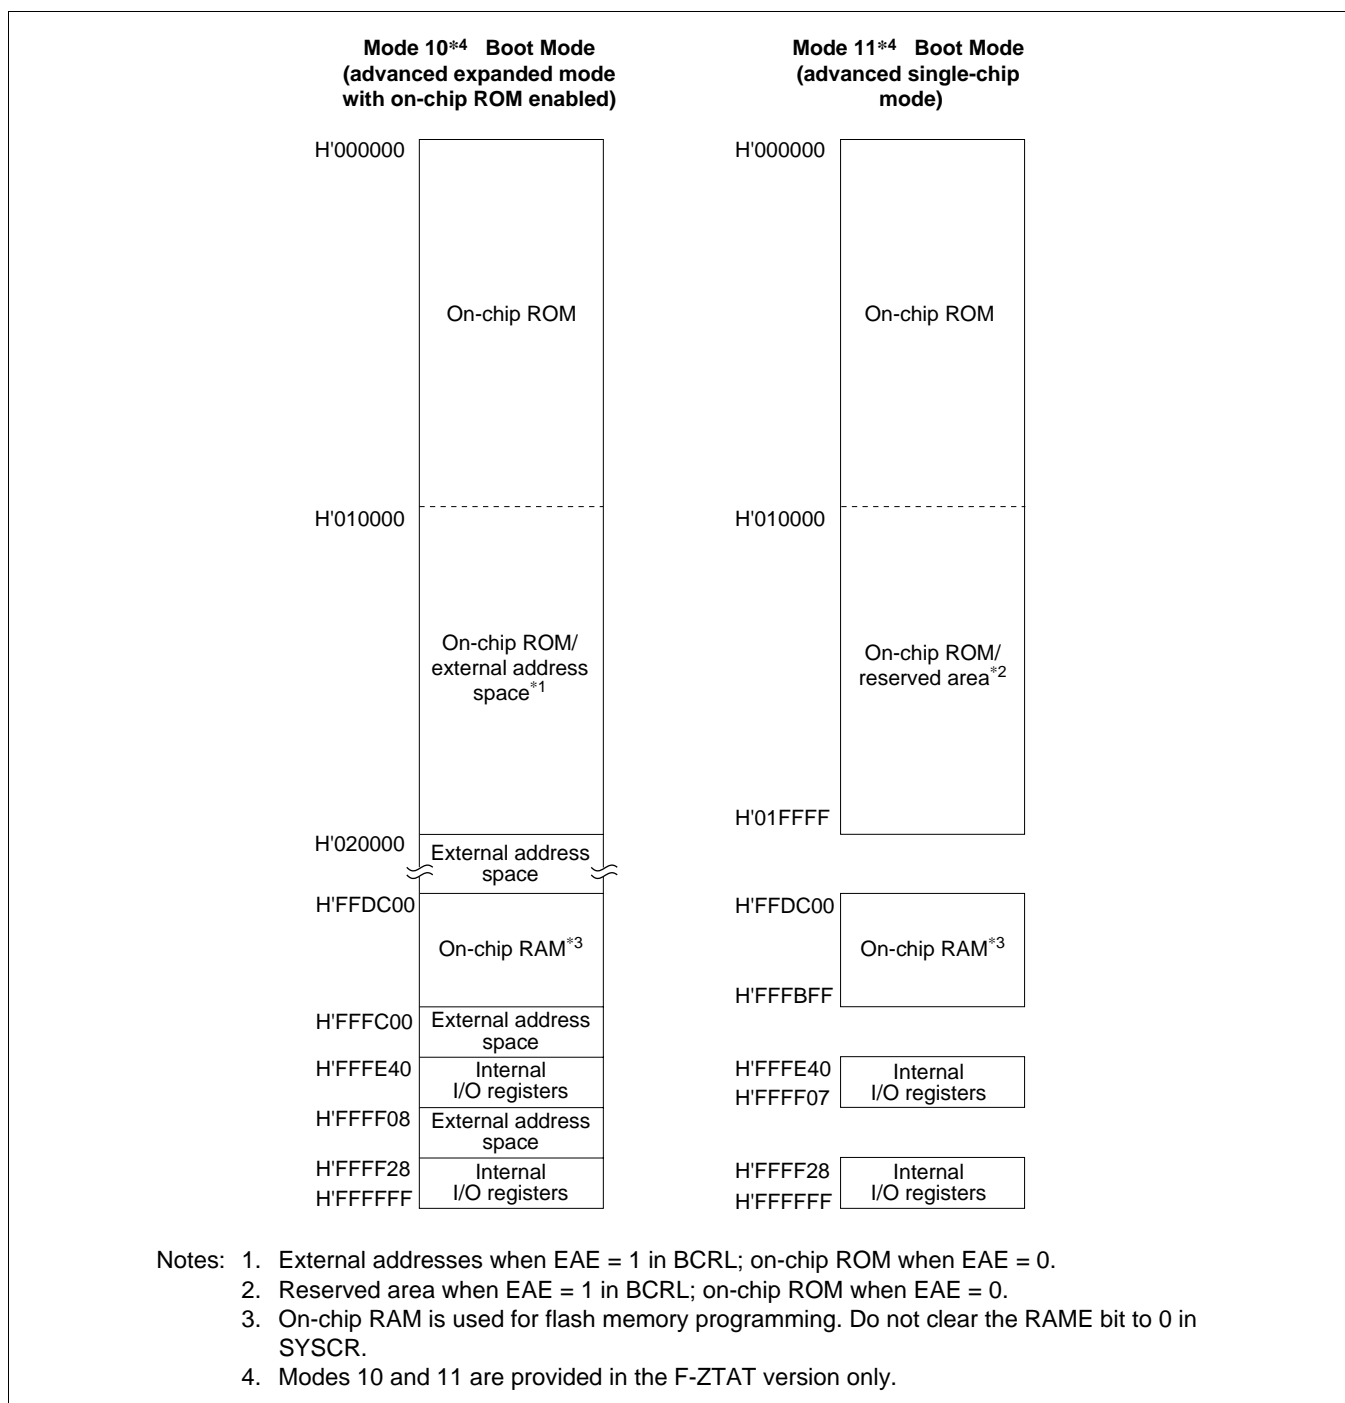 Mode 10*4 Boot Mode
(advanced expanded mode
with on-chip ROM enabled)
H'000000
On-chip ROM
H'010000
On-chip ROM/
external address
space*1
H'020000
External address
space
H'FFDC00
On-chip RAM*3
H'FFFC00
External address
space
H'FFFE40
Internal
I/O registers
H'FFFF08
External address
space
H'FFFF28
Internal
I/O registers
H'FFFFFF
Mode 11*4 Boot Mode
(advanced single-chip
mode)
H'000000
On-chip ROM
H'010000
On-chip ROM/
reserved area*2
H'01FFFF
H'FFDC00
On-chip RAM*3
H'FFFBFF
H'FFFE40
Internal
I/O registers
H'FFFF07
H'FFFF28
Internal
I/O registers
H'FFFFFF
Notes: 1. External addresses when EAE = 1 in BCRL; on-chip ROM when EAE = 0.
2. Reserved area when EAE = 1 in BCRL; on-chip ROM when EAE = 0.
3. On-chip RAM is used for flash memory programming. Do not clear the RAME bit to 0 in
SYSCR.
4. Modes 10 and 11 are provided in the F-ZTAT version only.